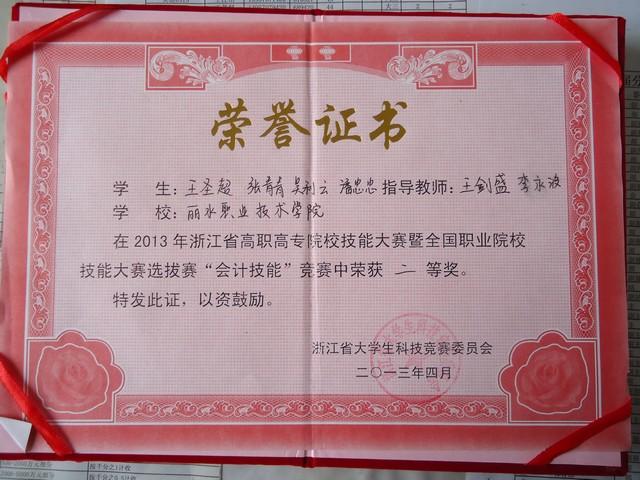 荣誉证书
学 生：王圣超 张青青 吴利云 潘忠忠 指导教师：王剑盛 李永波
学 校：丽水职业技术学院
在 2013 年浙江省高职高专院校技能大赛暨全国职业院校
技能大赛选拔赛“会计技能”竞赛中荣获 二 等奖。
特发此证，以资鼓励。
浙江省大学生科技竞赛委员会
二〇一三年四月